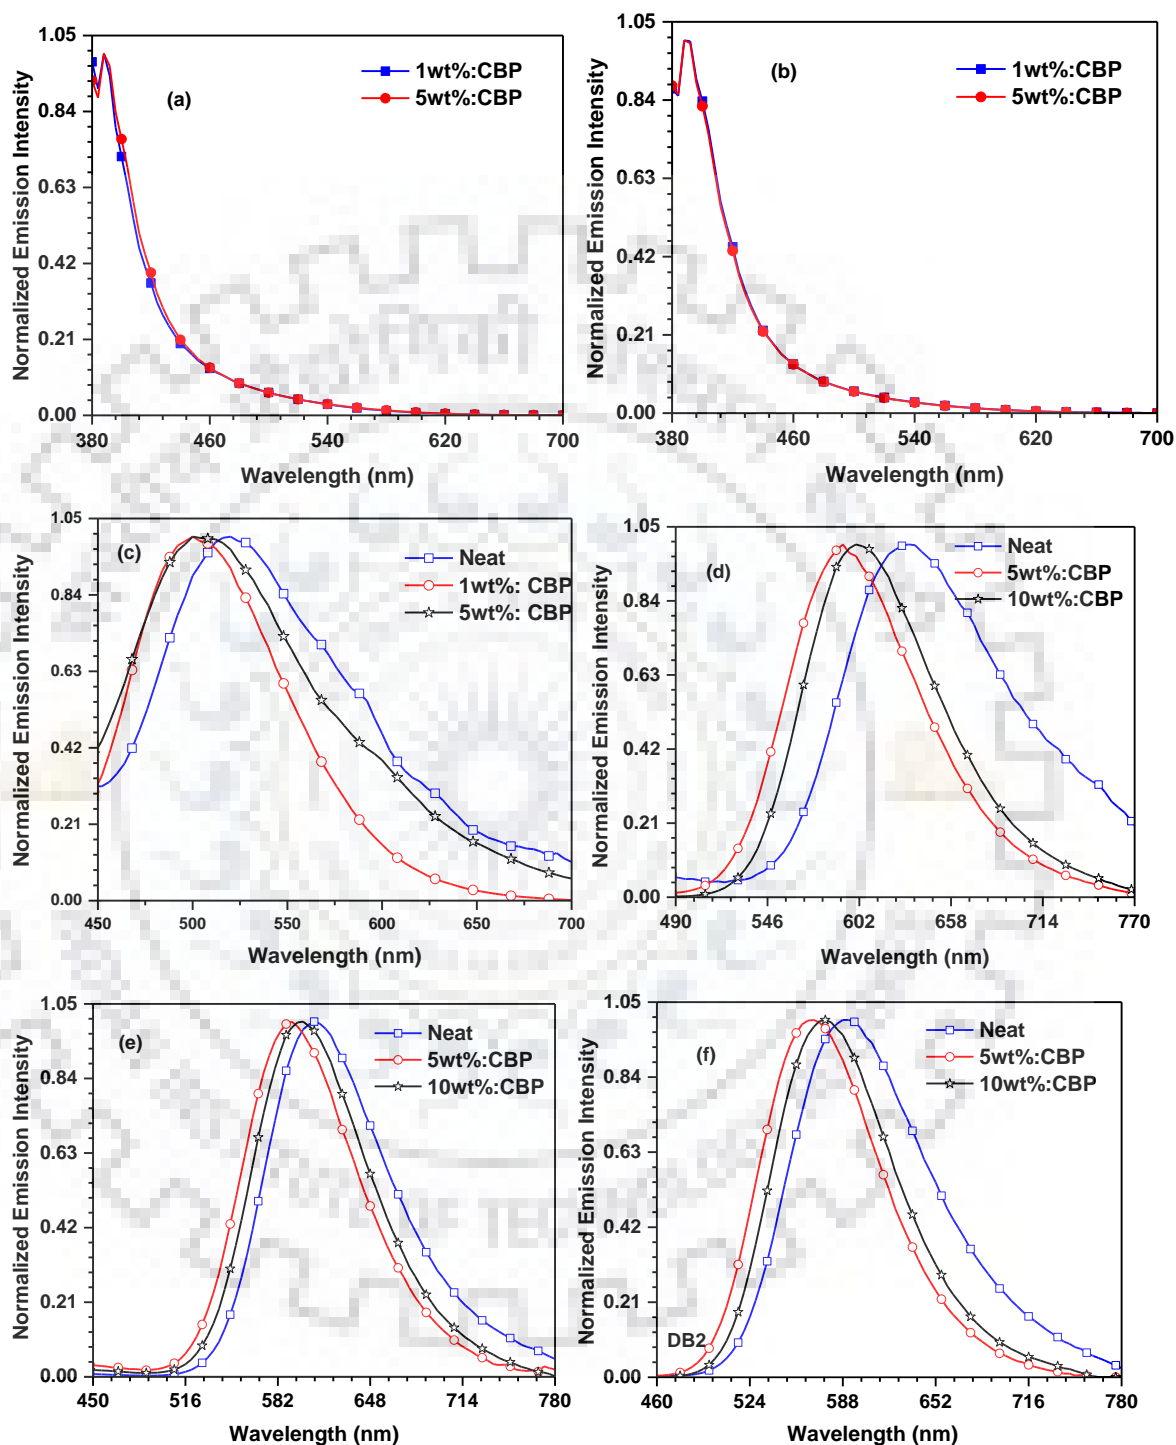 1.05
0.84
0.63
0.42
0.21
0.00
380 460 540 620 700
Normalized Emission Intensity
Wavelength (nm)
(a)
1wt%:CBP
5wt%:CBP
1.05
0.84
0.63
0.42
0.21
0.00
380 460 540 620 700
Normalized Emission Intensity
Wavelength (nm)
(b)
1wt%:CBP
5wt%:CBP
1.05
0.84
0.63
0.42
0.21
0.00
450 500 550 600 650 700
Normalized Emission Intensity
Wavelength (nm)
(c)
Neat
1wt%: CBP
5wt%: CBP
1.05
0.84
0.63
0.42
0.21
0.00
490 546 602 658 714 770
Normalized Emission Intensity
Wavelength (nm)
(d)
Neat
5wt%:CBP
10wt%:CBP
1.05
0.84
0.63
0.42
0.21
0.00
450 516 582 648 714 780
Normalized Emission Intensity
Wavelength (nm)
(e)
Neat
5wt%:CBP
10wt%:CBP
1.05
0.84
0.63
0.42
0.21
0.00
460 524 588 652 716 780
Normalized Emission Intensity
Wavelength (nm)
(f)
Neat
5wt%:CBP
10wt%:CBP
DB2